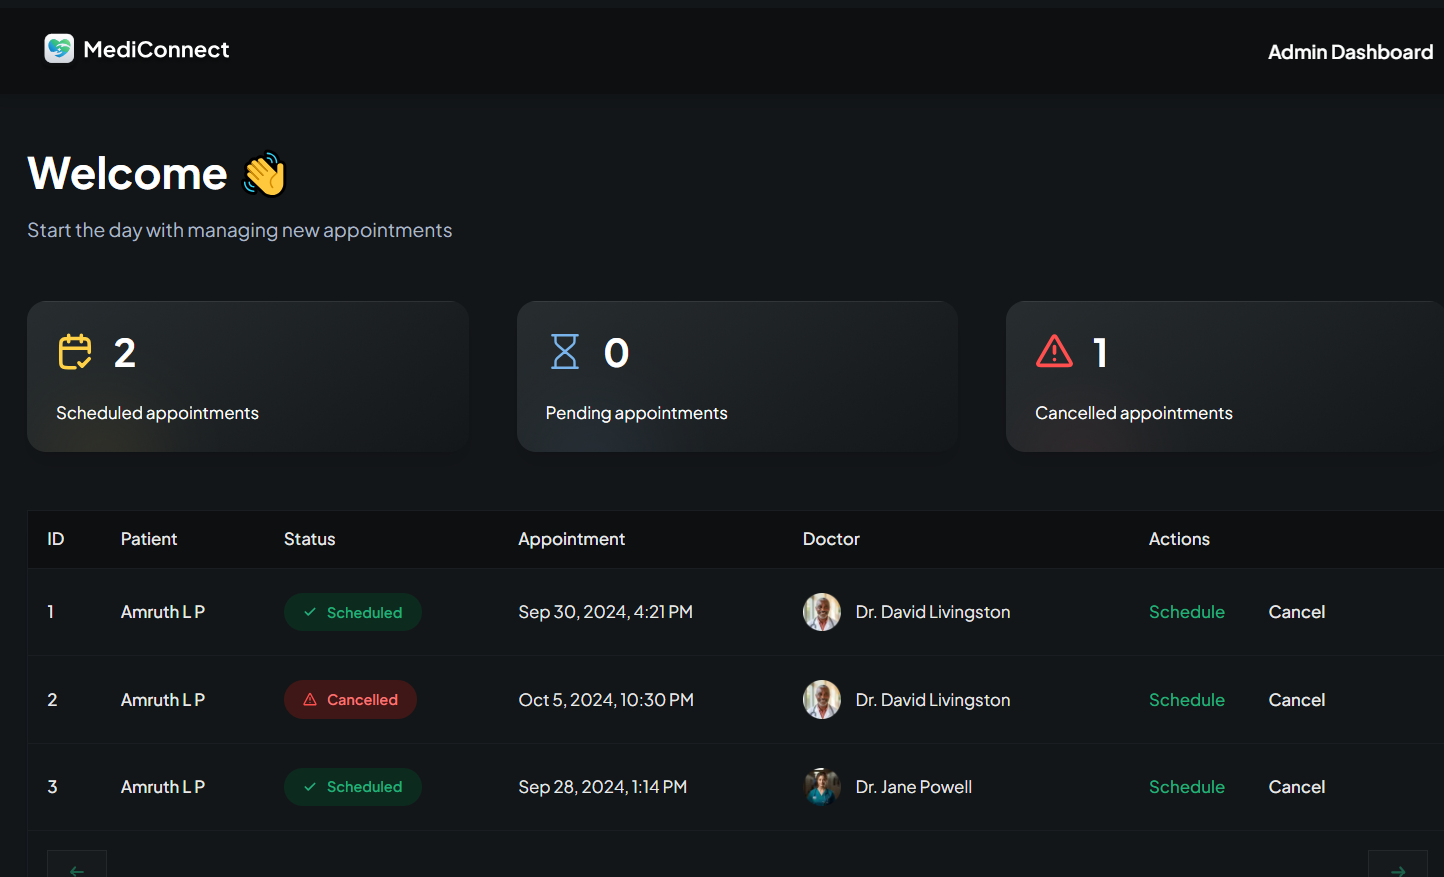 MediConnect
Admin Dashboard
Welcome 👋
Start the day with managing new appointments
2
Scheduled appointments
0
Pending appointments
1
Cancelled appointments
ID Patient Status Appointment Doctor Actions
1 Amruth L P Scheduled Sep 30, 2024, 4:21 PM Dr. David Livingston Schedule Cancel
2 Amruth L P Cancelled Oct 5, 2024, 10:30 PM Dr. David Livingston Schedule Cancel
3 Amruth L P Scheduled Sep 28, 2024, 1:14 PM Dr. Jane Powell Schedule Cancel